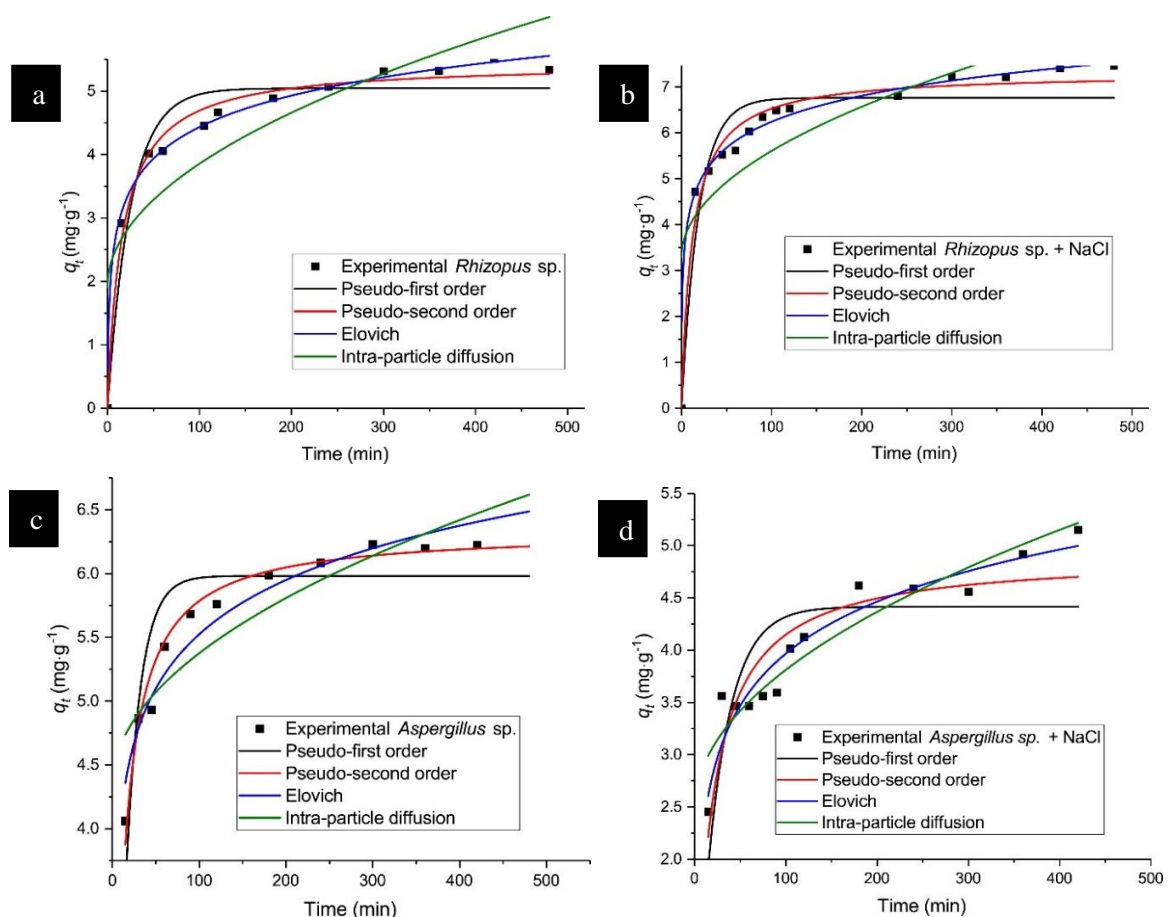 a
5
4
3
2
1
0
q_t (mg·g⁻¹)
Experimental Rhizopus sp.
Pseudo-first order
Pseudo-second order
Elovich
Intra-particle diffusion
0 100 200 300 400 500
Time (min)
b
7
6
5
4
3
2
1
0
q_t (mg·g⁻¹)
Experimental Rhizopus sp. + NaCl
Pseudo-first order
Pseudo-second order
Elovich
Intra-particle diffusion
0 100 200 300 400 500
Time (min)
c
6.5
6.0
5.5
5.0
4.5
4.0
q_t (mg·g⁻¹)
Experimental Aspergillus sp.
Pseudo-first order
Pseudo-second order
Elovich
Intra-particle diffusion
0 100 200 300 400 500
Time (min)
d
5.5
5.0
4.5
4.0
3.5
3.0
2.5
2.0
q_t (mg·g⁻¹)
Experimental Aspergillus sp. + NaCl
Pseudo-first order
Pseudo-second order
Elovich
Intra-particle diffusion
0 100 200 300 400 500
Time (min)